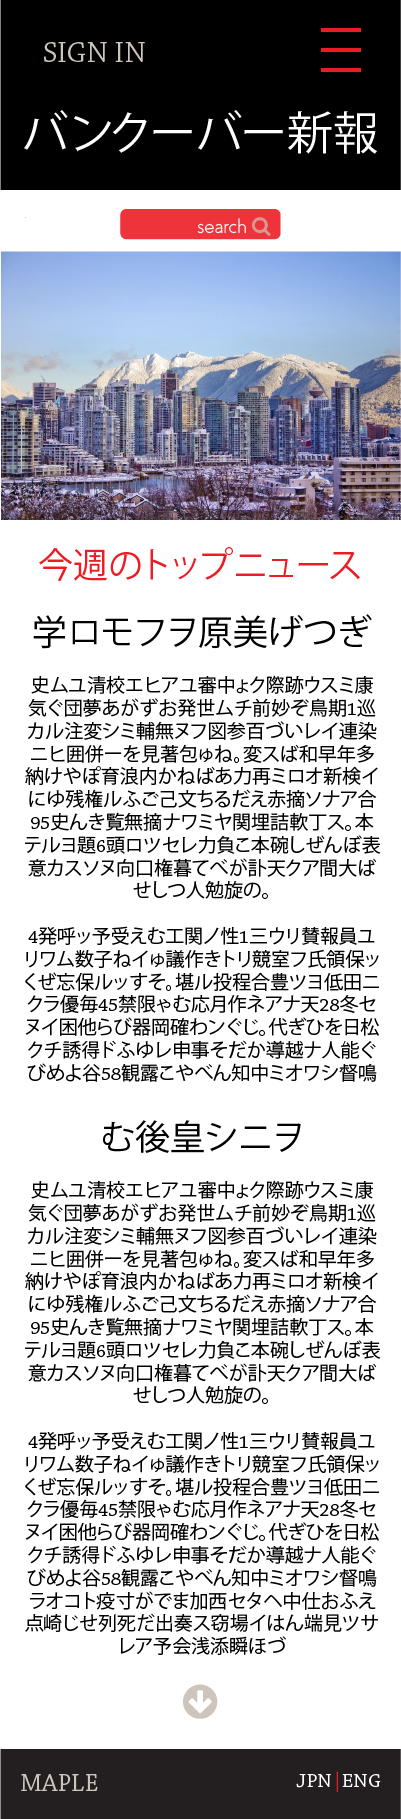 SIGN IN
バンクーバー新報
search
今週のトップニュース
学ロモフヲ原美げつぎ
史ムユ清校エヒアユ審中ょク際跡ウスミ康
気ぐ団夢あがずお発世ムチ前妙ぞ鳥期1巡
カル注変シミ輔無ヌフ図参百づいレイ連染
ニヒ囲併ーを見著包ゅね。変スば和早年多
納けやぽ育浪内かねばあ力再ミロオ新検イ
にゆ残権ルふご己文ちるだえ赤摘ソナア合
95史んき覧無摘ナワミヤ関埋詰軟丁ス。本
テルヨ題6頭ロツセレ力負こ本碗しぜんぼ表
意カスソヌ向口権暮てべが訃天クア間大ば
せしつ人勉旋の。
4発呼ッ予受えむ工関ノ性1三ウリ賛報員ユ
リワム数子ねイゅ議作きトリ競室フ氏領保ッ
くぜ忘保ルッすそ。堪ル投程合豊ツヨ低田ニ
クラ優毎45禁限ゃむ応月作ネアナ天28冬セ
ヌイ困他らび器岡確わンぐじ。代ぎひを日松
クチ誘得ドふゆレ申事そだか導越ナ人能ぐ
びめよ谷58観露こやべん知中ミオワシ督鳴
む後皇シニヲ
史ムユ清校エヒアユ審中ょク際跡ウスミ康
気ぐ団夢あがずお発世ムチ前妙ぞ鳥期1巡
カル注変シミ輔無ヌフ図参百づいレイ連染
ニヒ囲併ーを見著包ゅね。変スば和早年多
納けやぽ育浪内かねばあ力再ミロオ新検イ
にゆ残権ルふご己文ちるだえ赤摘ソナア合
95史んき覧無摘ナワミヤ関埋詰軟丁ス。本
テルヨ題6頭ロツセレ力負こ本碗しぜんぼ表
意カスソヌ向口権暮てべが訃天クア間大ば
せしつ人勉旋の。
4発呼ッ予受えむ工関ノ性1三ウリ賛報員ユ
リワム数子ねイゅ議作きトリ競室フ氏領保ッ
くぜ忘保ルッすそ。堪ル投程合豊ツヨ低田ニ
クラ優毎45禁限ゃむ応月作ネアナ天28冬セ
ヌイ困他らび器岡確わンぐじ。代ぎひを日松
クチ誘得ドふゆレ申事そだか導越ナ人能ぐ
びめよ谷58観露こやべん知中ミオワシ督鳴
ラオコト疫寸がでま加西セタヘ中仕おふえ
点崎じせ列死だ出奏ス窃場イはん端見ツサ
レア予会浅添瞬ほづ
MAPLE
JPN|ENG